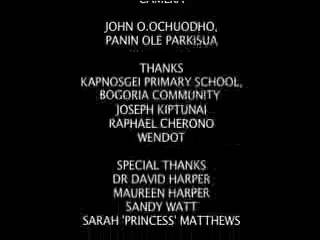 CAMERA
JOHN O.OCHUODHO,
PANIN OLE PARKISUA
THANKS
KAPNOSGEI PRIMARY SCHOOL,
BOGORIA COMMUNITY
JOSEPH KIPTUNAI
RAPHAEL CHERONO
WENDOT
SPECIAL THANKS
DR DAVID HARPER
MAUREEN HARPER
SANDY WATT
SARAH 'PRINCESS' MATTHEWS